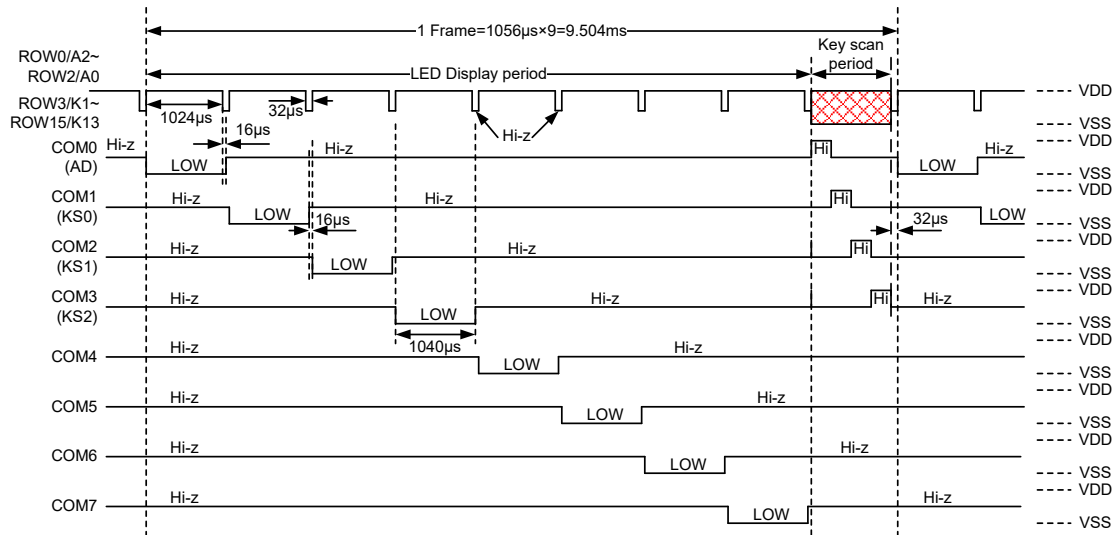 1 Frame=1056μs×9=9.504ms
ROW0/A2~
ROW2/A0
LED Display period
Key scan
period
VDD
ROW3/K1~
ROW15/K13
1024μs
32μs
16μs
Hi-z
VSS
VDD
COM0
(AD)
Hi-z
LOW
Hi-z
Hi
LOW
Hi-z
VSS
VDD
COM1
(KS0)
Hi-z
LOW
16μs
Hi-z
Hi
32μs
LOW
VSS
VDD
COM2
(KS1)
Hi-z
LOW
Hi-z
Hi
VSS
VDD
COM3
(KS2)
Hi-z
LOW
Hi-z
Hi
Hi-z
1040μs
VSS
VDD
COM4
Hi-z
LOW
Hi-z
VSS
VDD
COM5
Hi-z
LOW
Hi-z
VSS
VDD
COM6
Hi-z
LOW
Hi-z
VSS
VDD
COM7
Hi-z
LOW
Hi-z
VSS